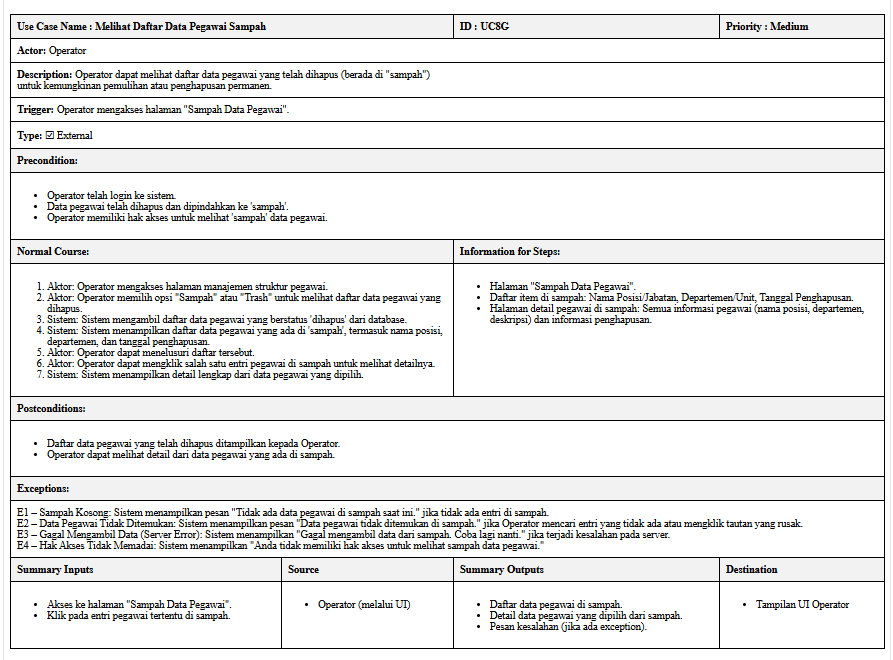 Use Case Name : Melihat Daftar Data Pegawai Sampah
ID : UC8G
Priority : Medium
Actor: Operator
Description: Operator dapat melihat daftar data pegawai yang telah dihapus (berada di "sampah")
untuk kemungkinan pemulihan atau penghapusan permanen.
Trigger: Operator mengakses halaman "Sampah Data Pegawai".
Type: ☑ External
Precondition:
• Operator telah login ke sistem.
• Data pegawai telah dihapus dan dipindahkan ke 'sampah'.
• Operator memiliki hak akses untuk melihat 'sampah' data pegawai.
Normal Course:
1. Aktor: Operator mengakses halaman manajemen struktur pegawai.
2. Aktor: Operator memilih opsi "Sampah" atau "Trash" untuk melihat daftar data pegawai yang
dihapus.
3. Sistem: Sistem mengambil daftar data pegawai yang berstatus 'dihapus' dari database.
4. Sistem: Sistem menampilkan daftar data pegawai yang ada di 'sampah', termasuk nama posisi,
departemen, dan tanggal penghapusan.
5. Aktor: Operator dapat menelusuri daftar tersebut.
6. Aktor: Operator dapat mengklik salah satu entri pegawai di sampah untuk melihat detailnya.
7. Sistem: Sistem menampilkan detail lengkap dari data pegawai yang dipilih.
Information for Steps:
• Halaman "Sampah Data Pegawai".
• Daftar item di sampah: Nama Posisi/Jabatan, Departemen/Unit, Tanggal Penghapusan.
• Halaman detail pegawai di sampah: Semua informasi pegawai (nama posisi, departemen,
deskripsi) dan informasi penghapusan.
Postconditions:
• Daftar data pegawai yang telah dihapus ditampilkan kepada Operator.
• Operator dapat melihat detail dari data pegawai yang ada di sampah.
Exceptions:
E1 – Sampah Kosong: Sistem menampilkan pesan "Tidak ada data pegawai di sampah saat ini." jika tidak ada entri di sampah.
E2 – Data Pegawai Tidak Ditemukan: Sistem menampilkan pesan "Data pegawai tidak ditemukan di sampah." jika Operator mencari entri yang tidak ada atau mengklik tautan yang rusak.
E3 – Gagal Mengambil Data (Server Error): Sistem menampilkan "Gagal mengambil data dari sampah. Coba lagi nanti." jika terjadi kesalahan pada server.
E4 – Hak Akses Tidak Memadai: Sistem menampilkan "Anda tidak memiliki hak akses untuk melihat sampah data pegawai."
Summary Inputs
• Akses ke halaman "Sampah Data Pegawai".
• Klik pada entri pegawai tertentu di sampah.
Source
• Operator (melalui UI)
Summary Outputs
• Daftar data pegawai di sampah.
• Detail data pegawai yang dipilih dari sampah.
• Pesan kesalahan (jika ada exception).
Destination
• Tampilan UI Operator